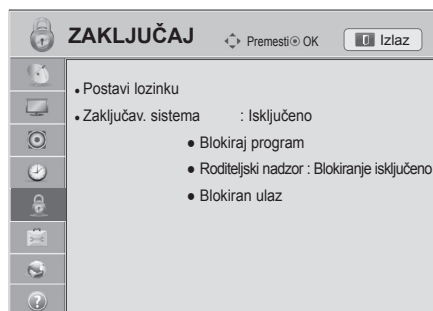 ZAKLJUČAJ Premesti OK Izlaz
• Postavi lozinku
• Zaključav. sistema : Isključeno
● Blokiraj program
● Roditeljski nadzor : Blokiranje isključeno
● Blokiran ulaz